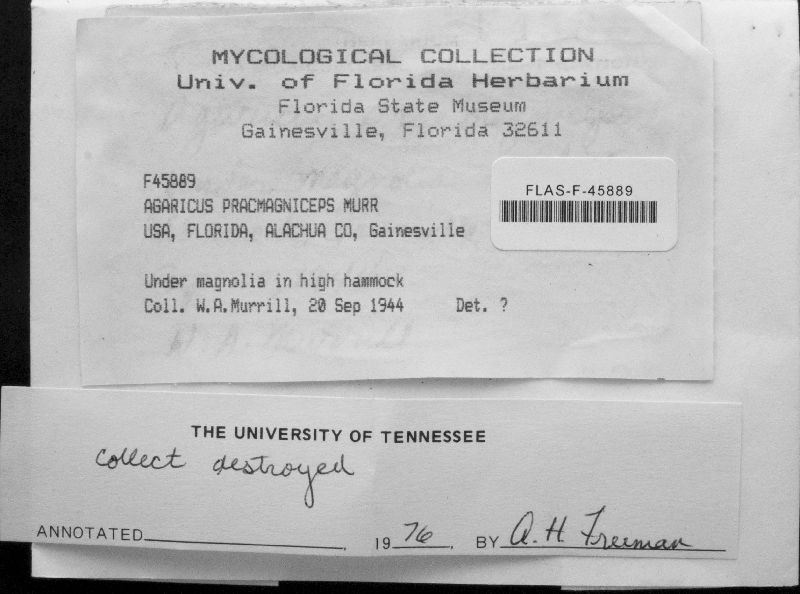 MYCOLOGICAL COLLECTION
Univ. of Florida Herbarium
Florida State Museum
Gainesville, Florida 32611
F45889
AGARICUS PRACMAGNICEPS MURR
USA, FLORIDA, ALACHUA CO, Gainesville
FLAS-F-45889
Under magnolia in high hammock
Coll. W.A.Murrill, 20 Sep 1944 Det. ?
THE UNIVERSITY OF TENNESSEE
collect destroyed
ANNOTATED , 1976, BY A. H. Freeman